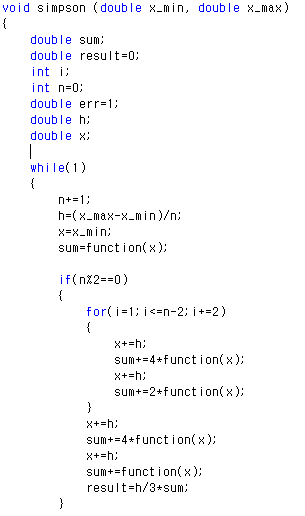 void simpson (double x_min, double x_max)
{
    double sum;
    double result=0;
    int i;
    int n=0;
    double err=1;
    double h;
    double x;

    while(1)
    {
        n+=1;
        h=(x_max-x_min)/n;
        x=x_min;
        sum=function(x);

        if(n%2==0)
        {
            for(i=1;i<=n-2;i+=2)
            {
                x+=h;
                sum+=4*function(x);
                x+=h;
                sum+=2*function(x);
            }
            x+=h;
            sum+=4*function(x);
            x+=h;
            sum+=function(x);
            result=h/3*sum;
        }